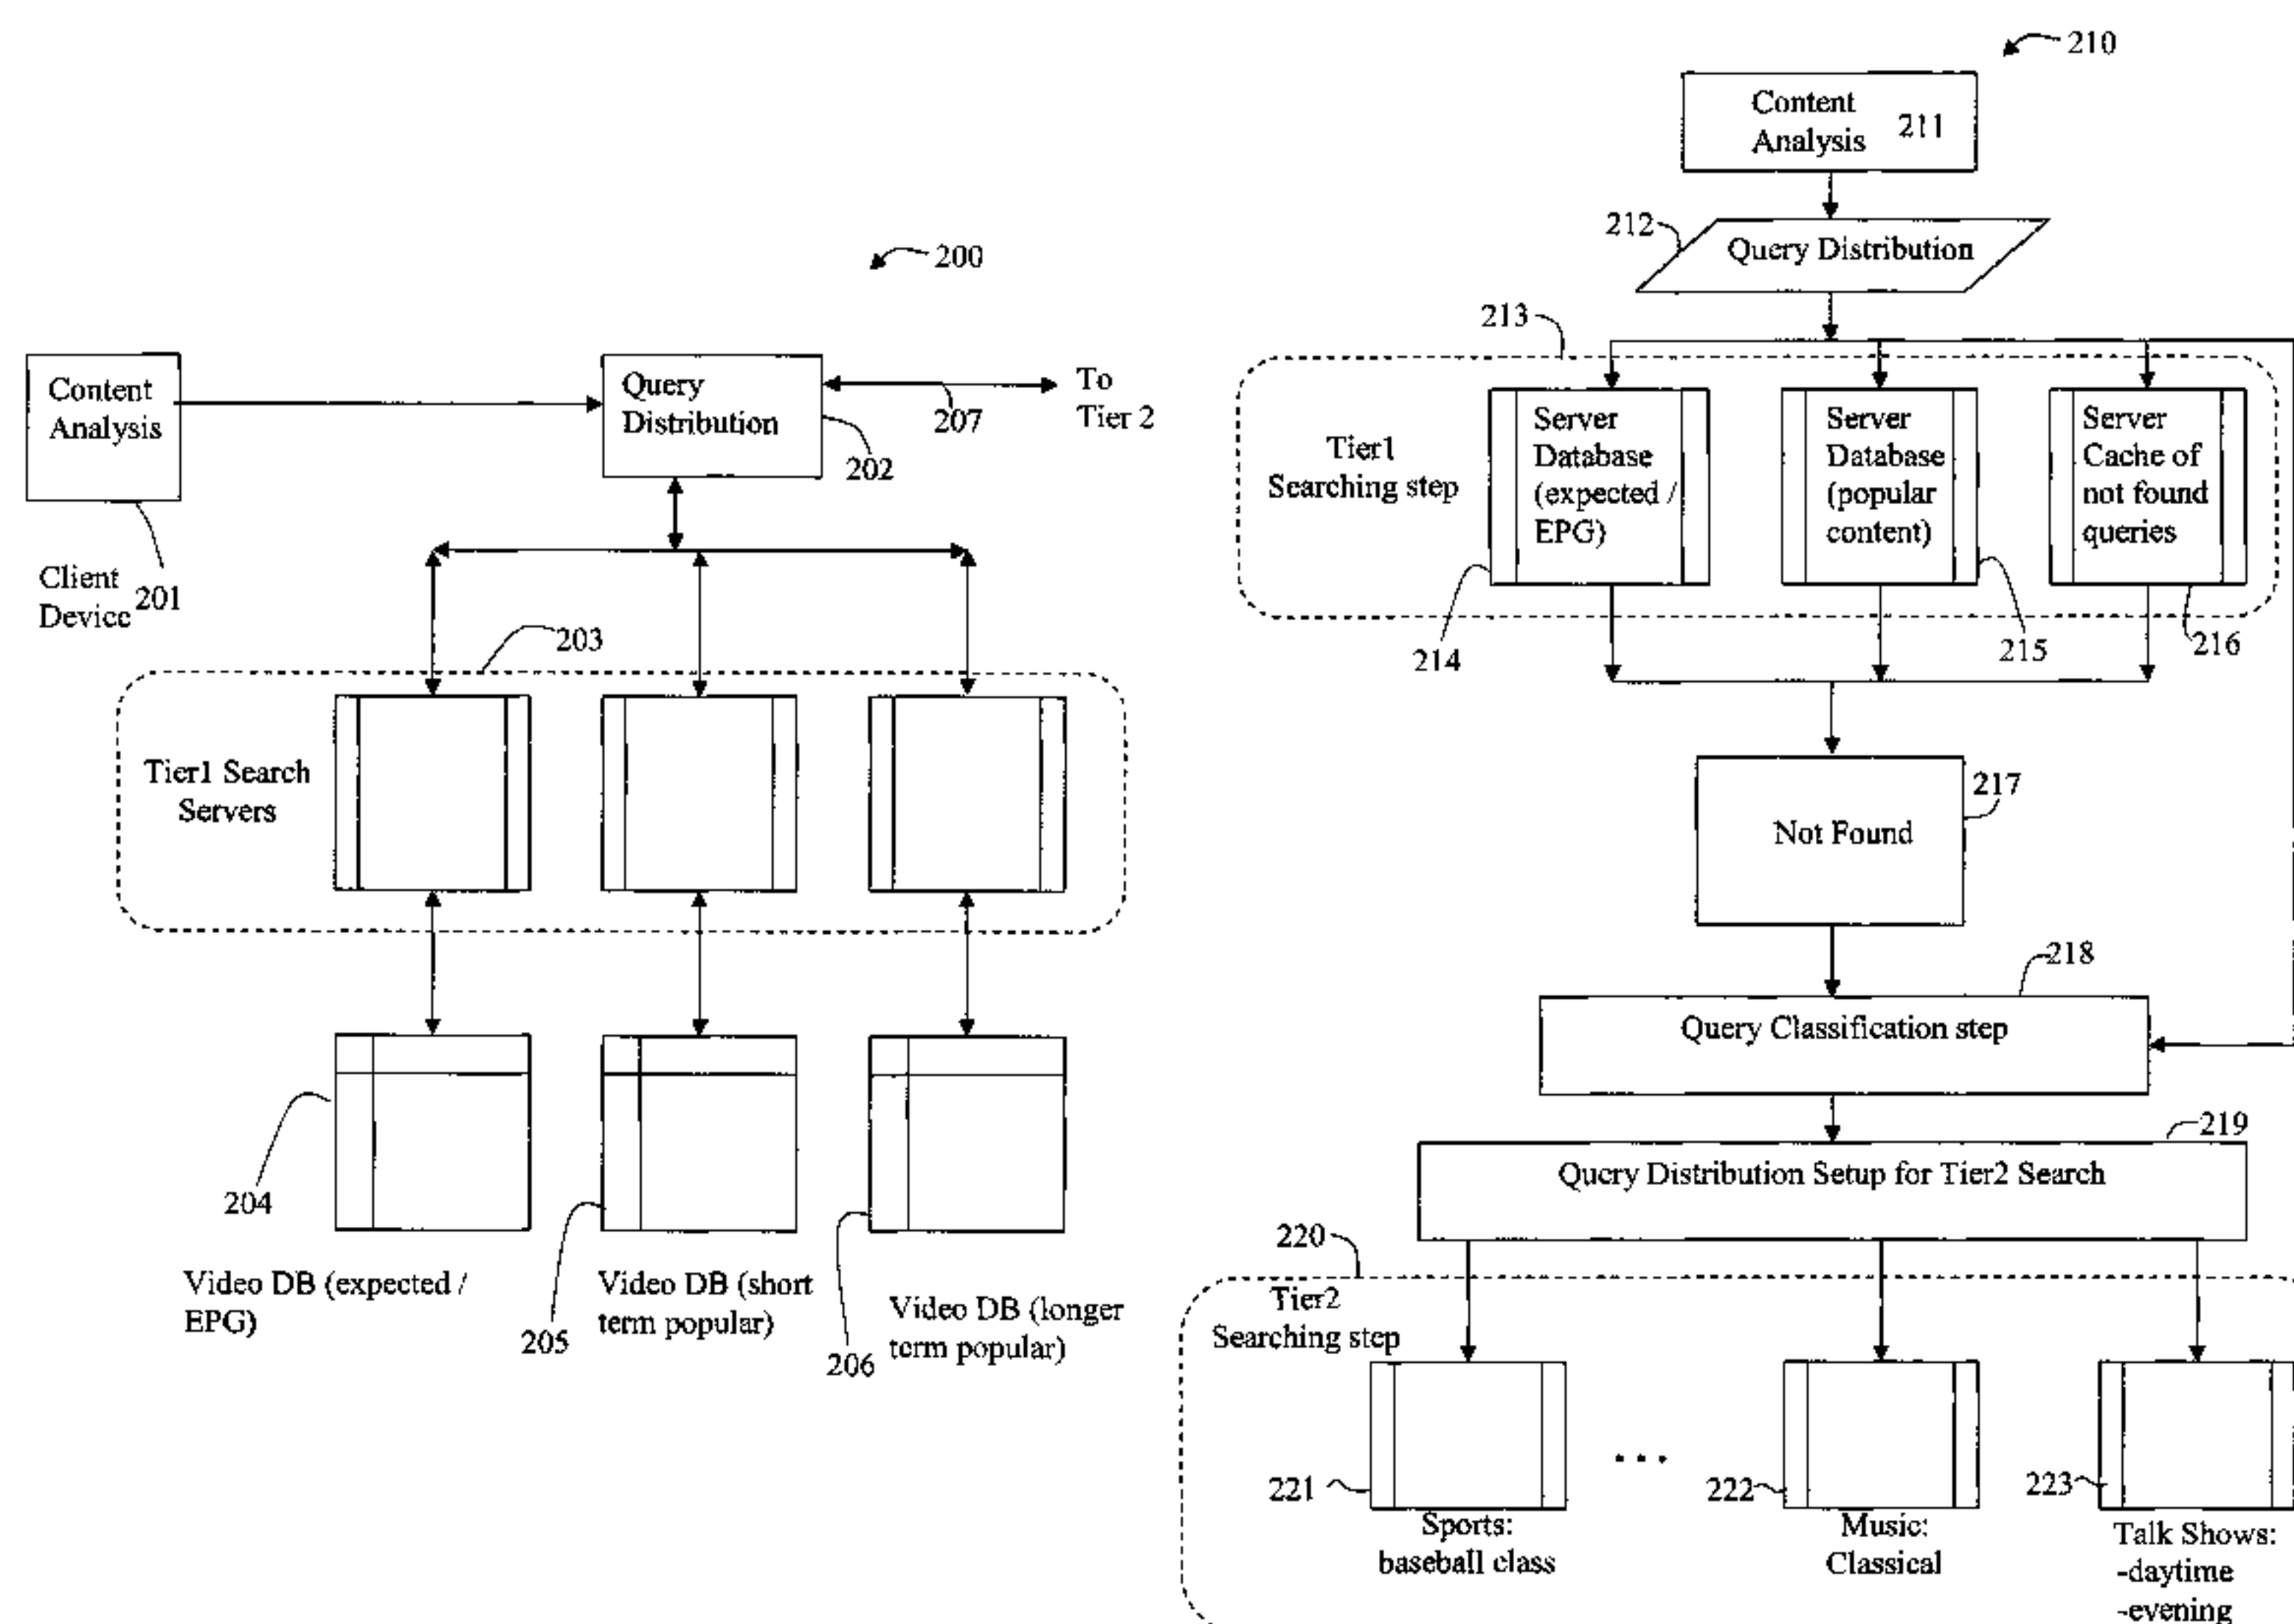 200
Content
Analysis
Query
Distribution
202
207
To
Tier 2
Client
Device
201
203
Tier1 Search
Servers
204
Video DB (expected /
EPG)
205
Video DB (short
term popular)
206
Video DB (longer
term popular)
210
Content
Analysis
211
212
Query Distribution
213
Tier1
Searching step
Server
Database
(expected /
EPG)
Server
Database
(popular
content)
Server
Cache of
not found
queries
214
215
216
217
Not Found
218
Query Classification step
219
Query Distribution Setup for Tier2 Search
220
Tier2
Searching step
221
...
222
223
Sports:
baseball class
Music:
Classical
Talk Shows:
-daytime
-evening